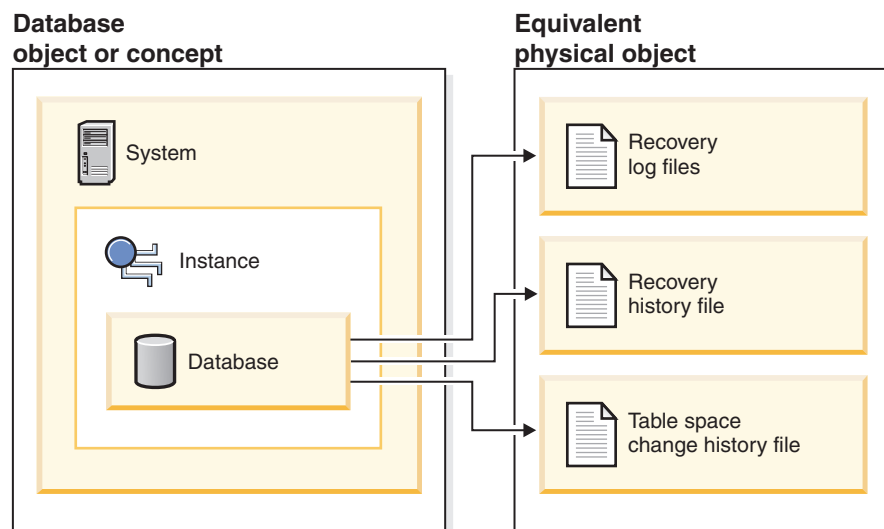 Database
object or concept
Equivalent
physical object
System
Instance
Database
Recovery
log files
Recovery
history file
Table space
change history file